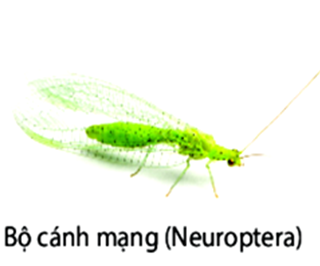 Bộ cánh mạng (Neuroptera)